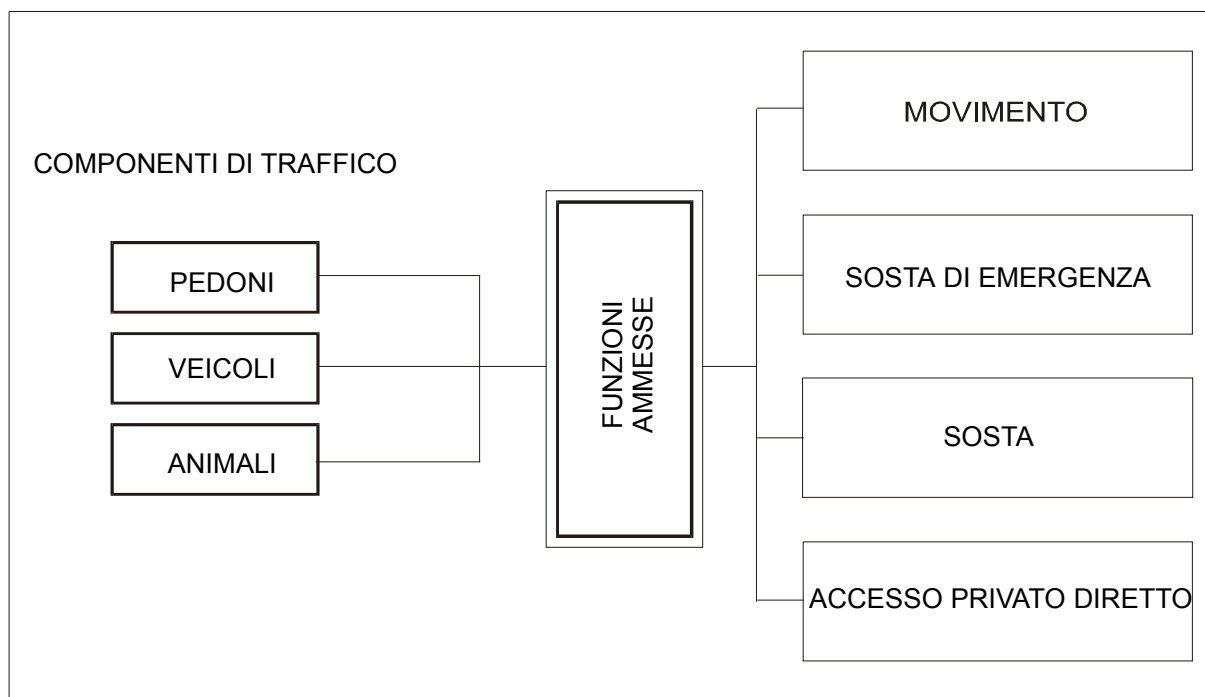 COMPONENTI DI TRAFFICO
PEDONI
VEICOLI
ANIMALI
FUNZIONI
AMMESSE
MOVIMENTO
SOSTA DI EMERGENZA
SOSTA
ACCESSO PRIVATO DIRETTO